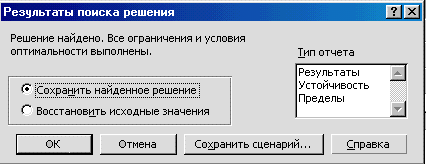 Результаты поиска решения
Решение найдено. Все ограничения и условия
оптимальности выполнены.
Тип отчета
Результаты
Устойчивость
Пределы
Сохранить найденное решение
Восстановить исходные значения
ОК
Отмена
Сохранить сценарий...
Справка